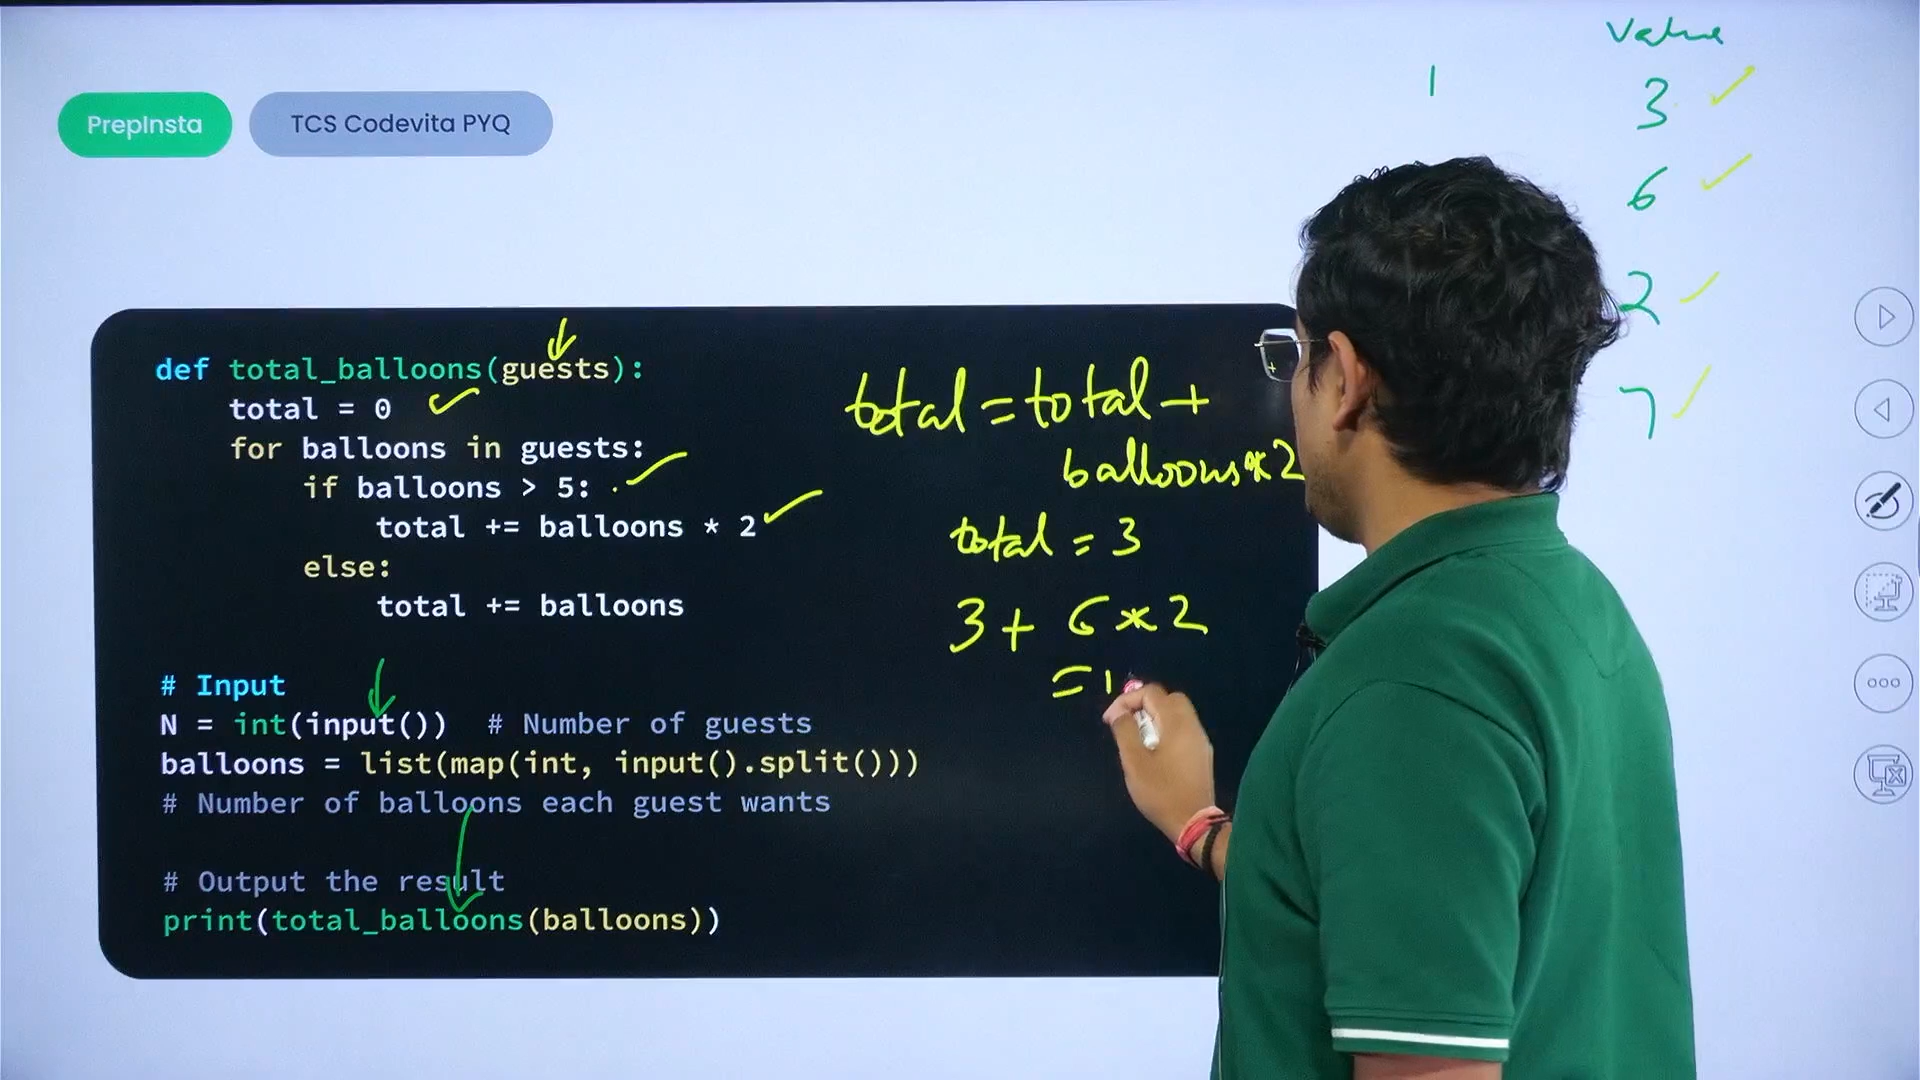 PrepInsta
TCS Codevita PYQ
Value
1 3
6
2
7
def total_balloons(guests):
total = 0
for balloons in guests:
if balloons > 5:
total += balloons * 2
else:
total += balloons
# Input
N = int(input()) # Number of guests
balloons = list(map(int, input().split()))
# Number of balloons each guest wants
# Output the result
print(total_balloons(balloons))
total = total +
balloons * 2
total = 3
3 + 6 * 2
= 1